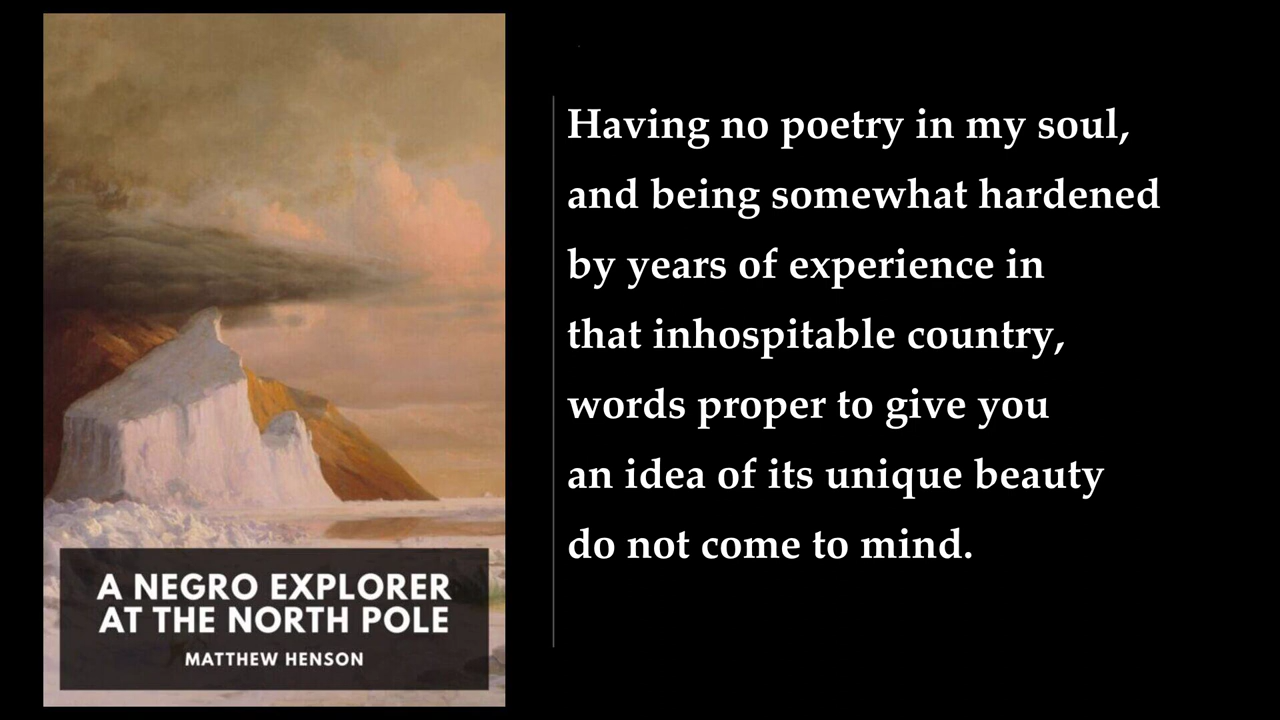 A NEGRO EXPLORER
AT THE NORTH POLE
MATTHEW HENSON
Having no poetry in my soul,
and being somewhat hardened
by years of experience in
that inhospitable country,
words proper to give you
an idea of its unique beauty
do not come to mind.